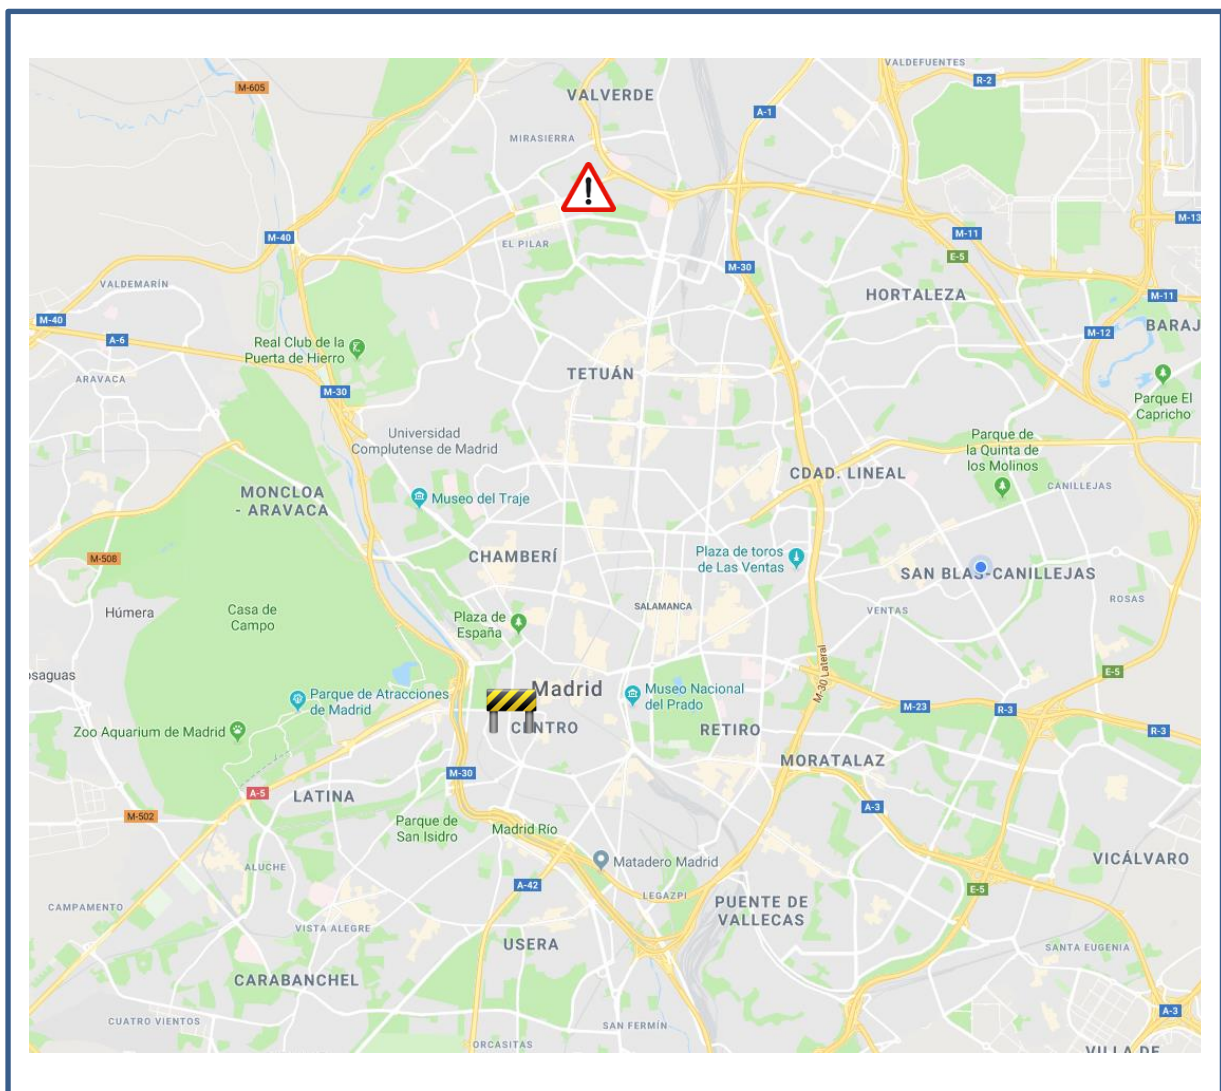 VALDEFUENTES
M-605
R-2
VALVERDE
A-1
MIRASIERRA
M-40
EL PILAR
M-11
M-13
E-5
M-30
VALDEMARÍN
HORTALEZA
M-11
M-40
A-6
M-12
BARAJ
Real Club de la
Puerta de Hierro
ARAVACA
TETUÁN
M-30
Parque El
Capricho
Universidad
Complutense de Madrid
Parque de
la Quinta de
los Molinos
CDAD. LINEAL
CANILLEJAS
MONCLOA
- ARAVACA
Museo del Traje
M-508
CHAMBERÍ
Plaza de toros
de Las Ventas
SAN BLAS-CANILLEJAS
ROSAS
Húmera
Casa de
Campo
Plaza de
España
SALAMANCA
VENTAS
M-30 Lateral
osaguas
E-5
Parque de Atracciones
de Madrid
Madrid
Museo Nacional
del Prado
M-23
R-3
Zoo Aquarium de Madrid
CENTRO
RETIRO
R-3
MORATALAZ
M-30
A-5
LATINA
A-3
M-502
Parque de
San Isidro
Madrid Río
ALUCHE
Matadero Madrid
VICÁLVARO
A-42
LEGAZPI
E-5
CAMPAMENTO
PUENTE DE
VALLECAS
VISTA ALEGRE
USERA
SANTA EUGENIA
CARABANCHEL
A-3
CUATRO VIENTOS
SAN FERMÍN
ORCASITAS
VILLA DE